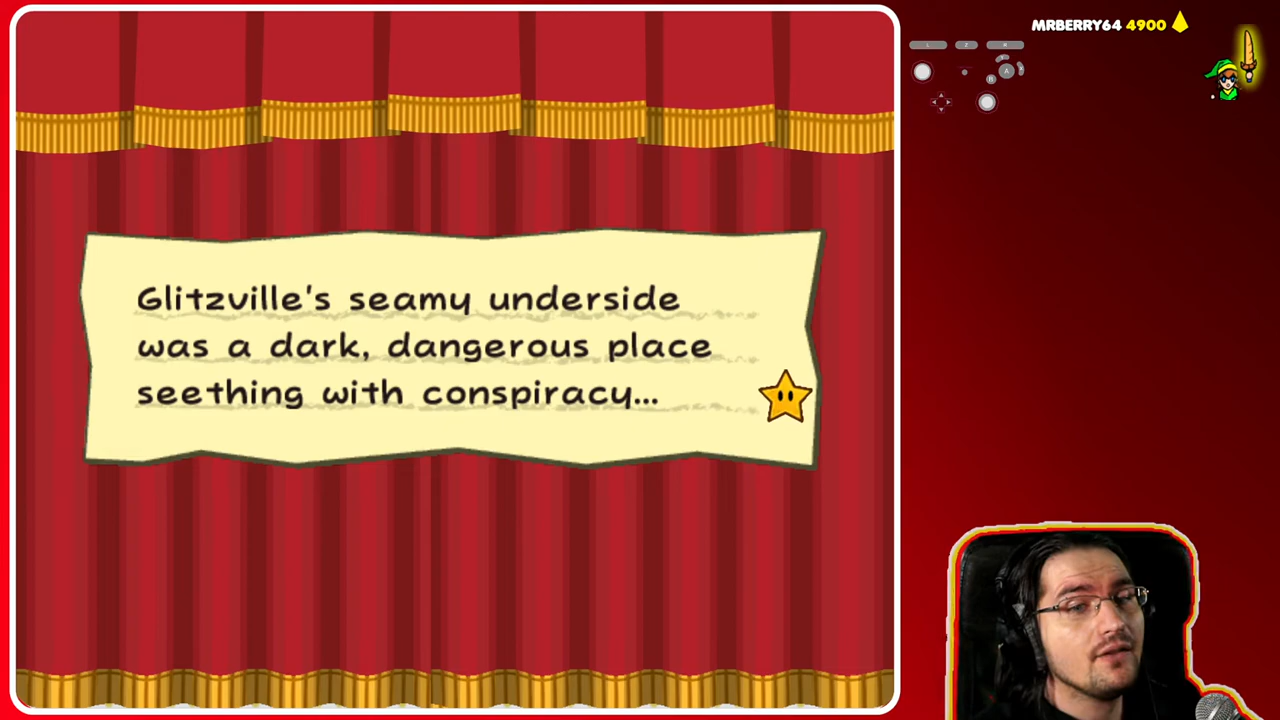 MRBERRY64 4900
Glitzville's seamy underside
was a dark, dangerous place
seething with conspiracy...